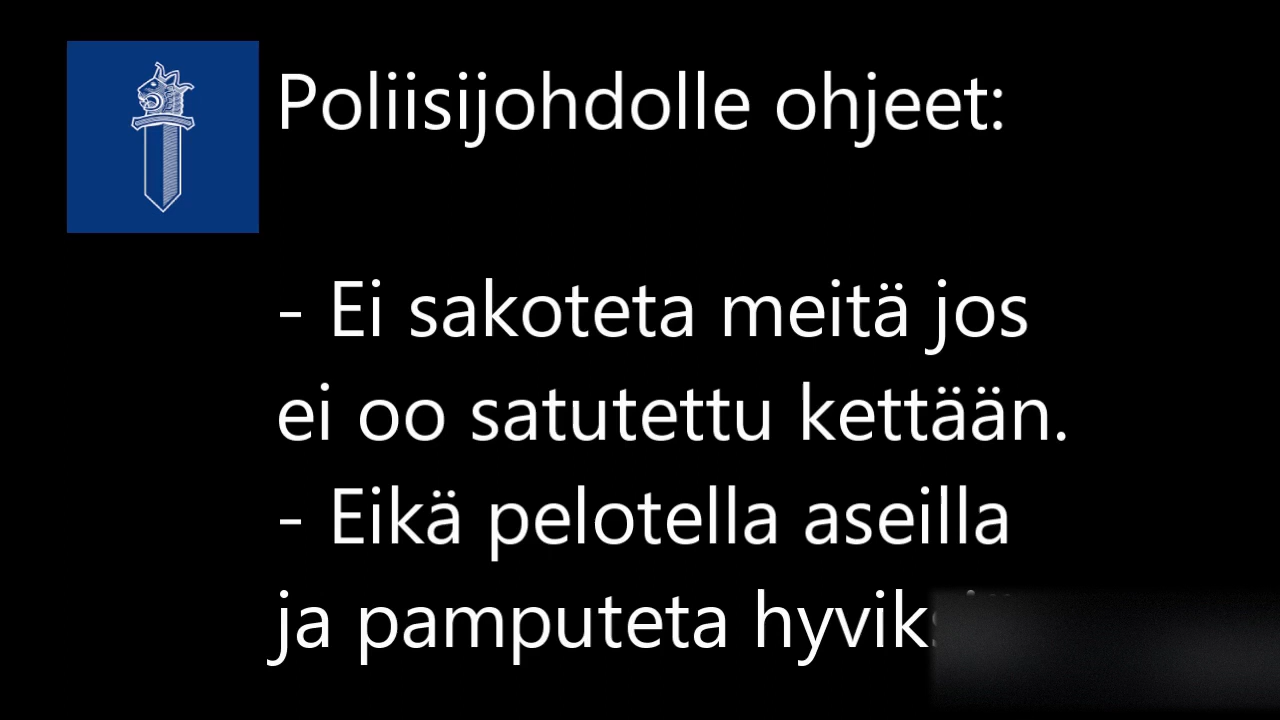 Poliisijohdolle ohjeet:
- Ei sakoteta meitä jos
ei oo satutettu kettään.
- Eikä pelotella aseilla
ja pamputeta